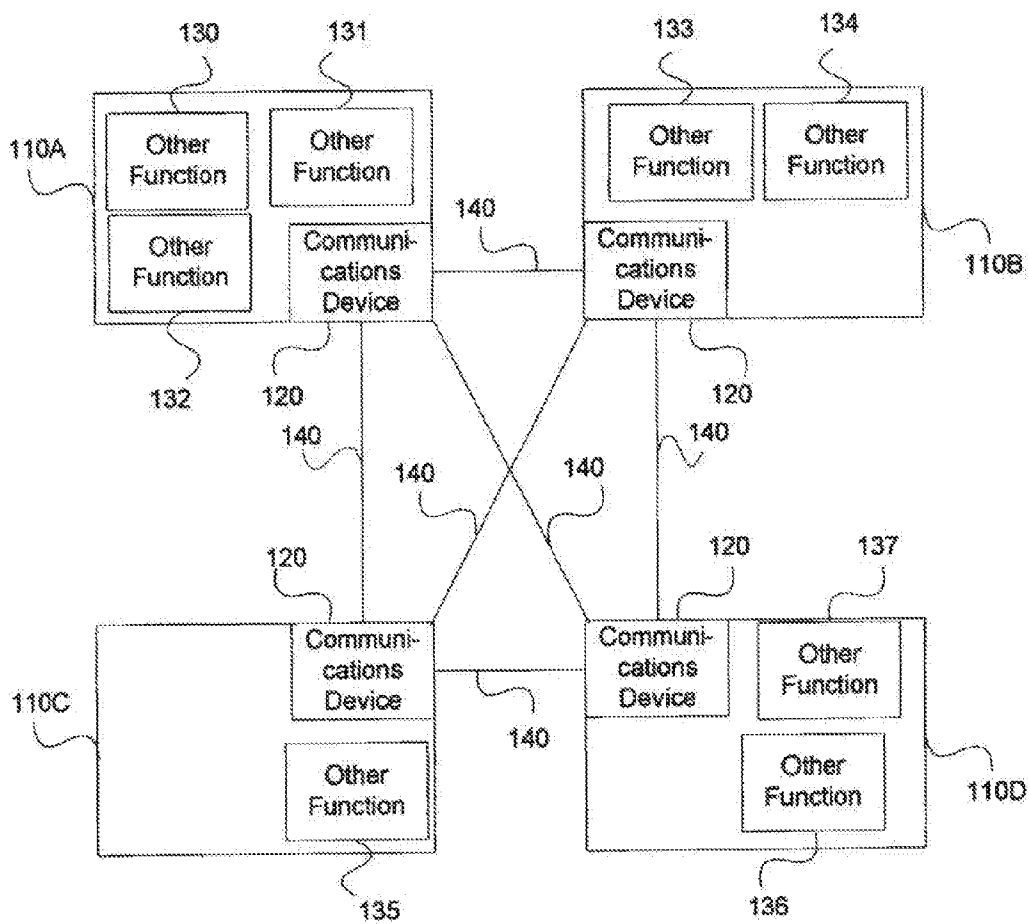 130
131
133
134
110A
Other
Function
Other
Function
Other
Function
Other
Function
Other
Function
Communi-
cations
Device
140
Communi-
cations
Device
110B
132
120
120
140
140
140
140
120
120
137
Communi-
cations
Device
Communi-
cations
Device
Other
Function
110C
140
Other
Function
Other
Function
110D
135
136